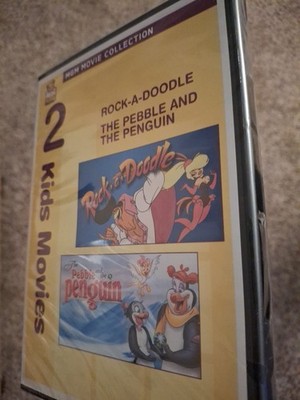 MGM MOVIE COLLECTION
2 Kids Movies
ROCK-A-DOODLE
THE PEBBLE AND
THE PENGUIN
Rock-a-Doodle
The
Pebble and the
Penguin